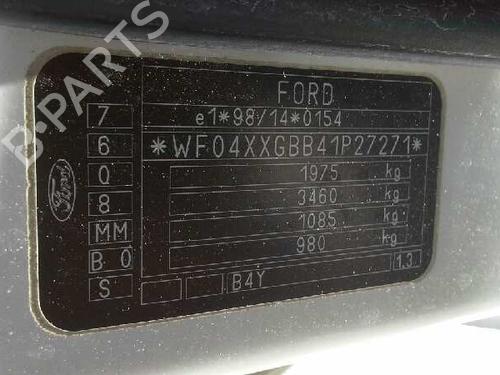 B-PARTS
FORD
7 e1*98/14*0154
6 *WF04XXGBB41P27271*
Q 1975 kg
8 3460 kg
MM 1085 kg
B 0 980 kg
S B4Y 1.3
Ford